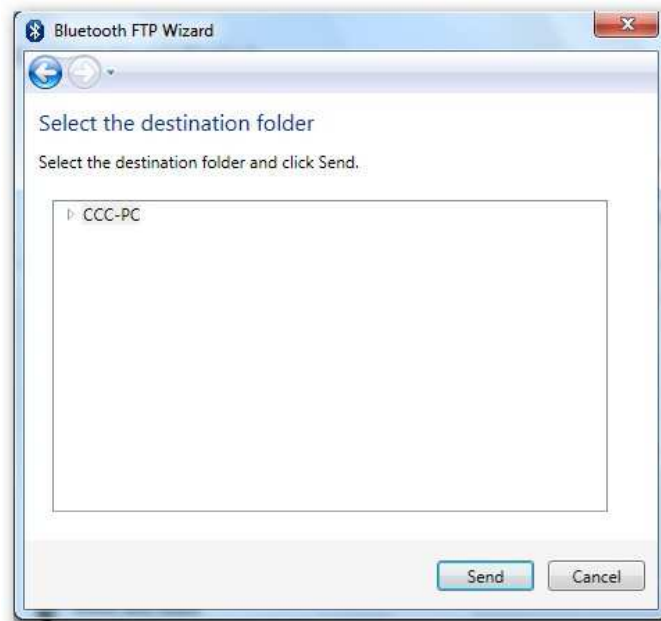 Bluetooth FTP Wizard
Select the destination folder
Select the destination folder and click Send.
CCC-PC
Send Cancel